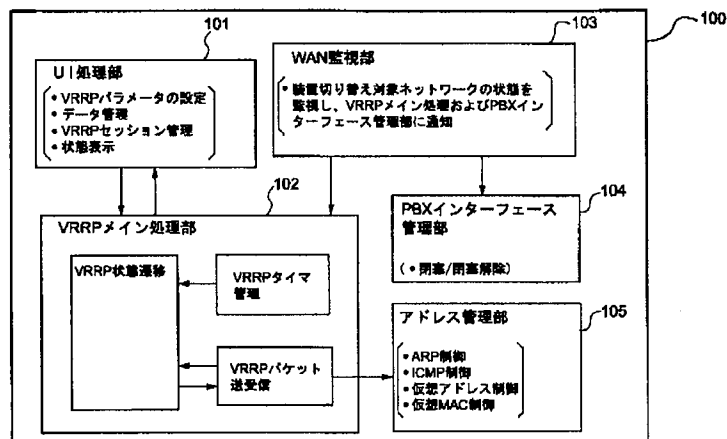 100
101
UI処理部
• VRRPパラメータの設定
• データ管理
• VRRPセッション管理
• 状態表示
103
WAN監視部
• 装置切り替え対象ネットワークの状態を
監視し、VRRPメイン処理およびPBXイン
ターフェース管理部に通知
102
VRRPメイン処理部
VRRP状態遷移
VRRPタイマ
管理
VRRPパケット
送受信
104
PBXインターフェース
管理部
(• 閉塞/閉塞解除)
105
アドレス管理部
• ARP制御
• ICMP制御
• 仮想アドレス制御
• 仮想MAC制御